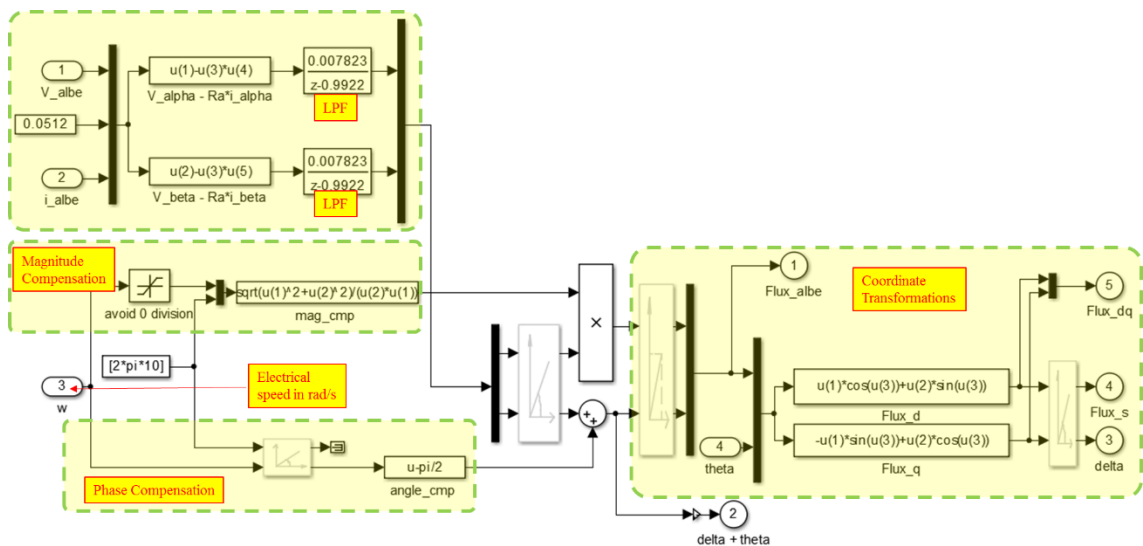 1
V_albe
0.0512
2
i_albe
u(1)-u(3)*u(4)
V_alpha - Ra*i_alpha
u(2)-u(3)*u(5)
V_beta - Ra*i_beta
0.007823
z-0.9922
LPF
0.007823
z-0.9922
LPF
Magnitude
Compensation
avoid 0 division
sqrt(u(1)^2+u(2)^2)/(u(2)*u(1))
mag_cmp
[2*pi*10]
3
w
Electrical
speed in rad/s
Phase Compensation
u-pi/2
angle_cmp
×
+
+
1
Flux_albe
Coordinate
Transformations
5
Flux_dq
u(1)*cos(u(3))+u(2)*sin(u(3))
Flux_d
-u(1)*sin(u(3))+u(2)*cos(u(3))
Flux_q
4
Flux_s
3
delta
4
theta
2
delta + theta